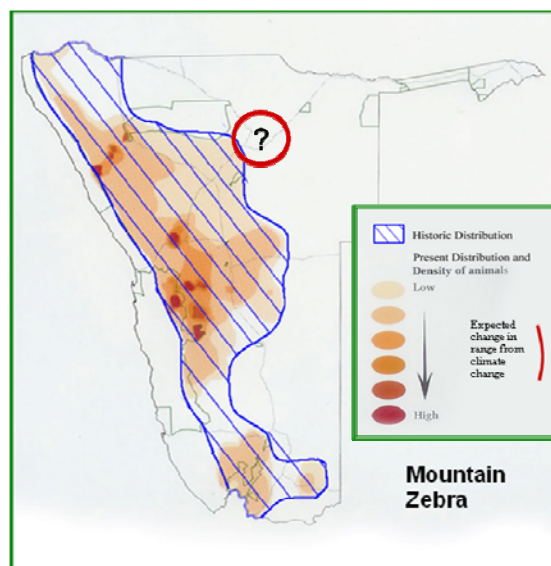 ?
Historic Distribution
Present Distribution and
Density of animals
Low
High
Expected
change in
range from
climate
change
Mountain
Zebra